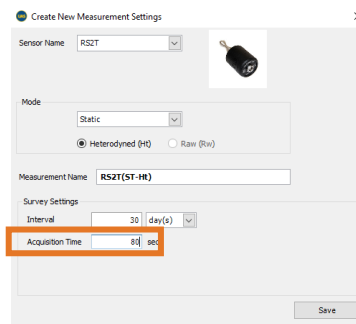 Create New Measurement Settings
Sensor Name RS2T
Mode
Static
Heterodyned (Ht) Raw (Rw)
Measurement Name RS2T(ST-Ht)
Survey Settings
Interval 30 day(s)
Acquisition Time 80 sec
Save